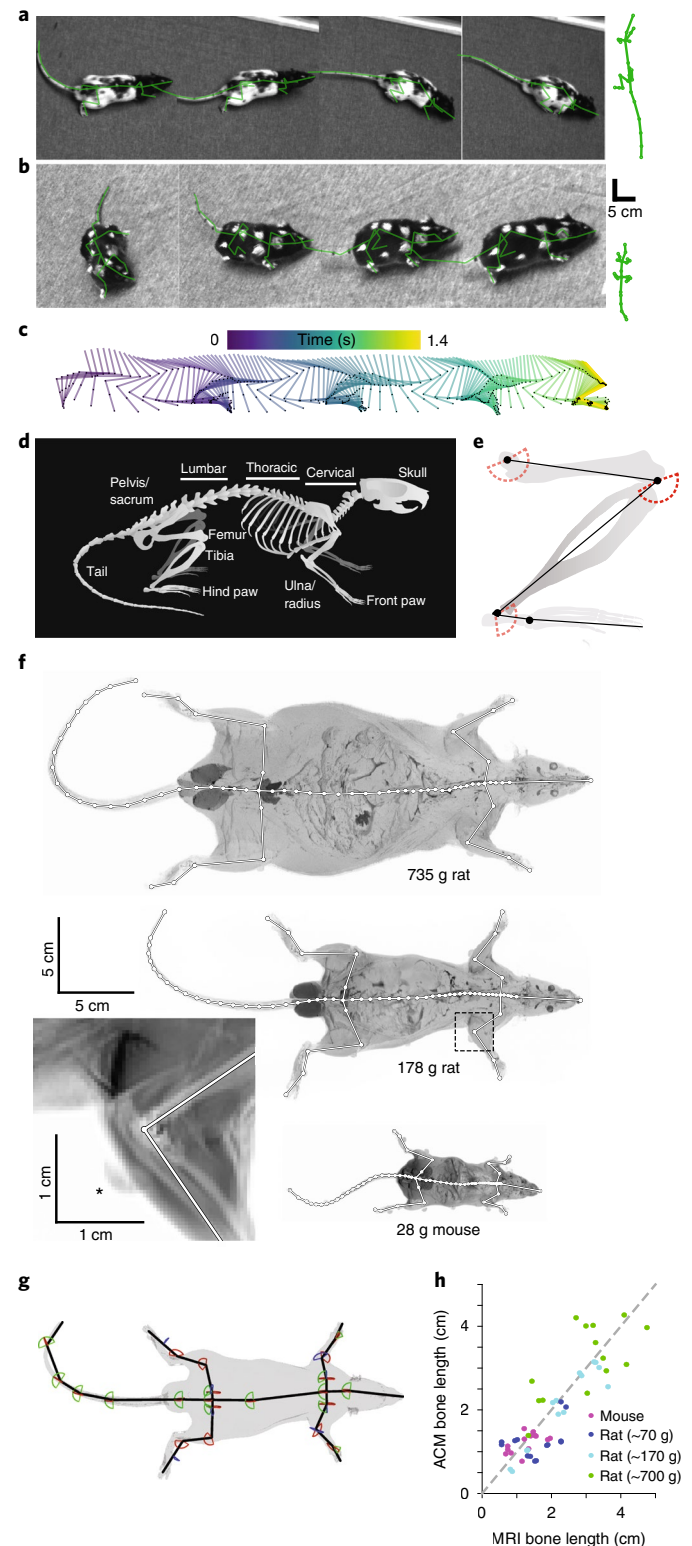 a
b
5 cm
c
0 Time (s) 1.4
d
Pelvis/
sacrum
Lumbar
Thoracic
Cervical
Skull
Femur
Tibia
Tail
Hind paw
Ulna/
radius
Front paw
e
f
735 g rat
5 cm
5 cm
178 g rat
1 cm
*
1 cm
28 g mouse
g
h
ACM bone length (cm)
4
2
0
Mouse
Rat (~70 g)
Rat (~170 g)
Rat (~700 g)
0 2 4
MRI bone length (cm)